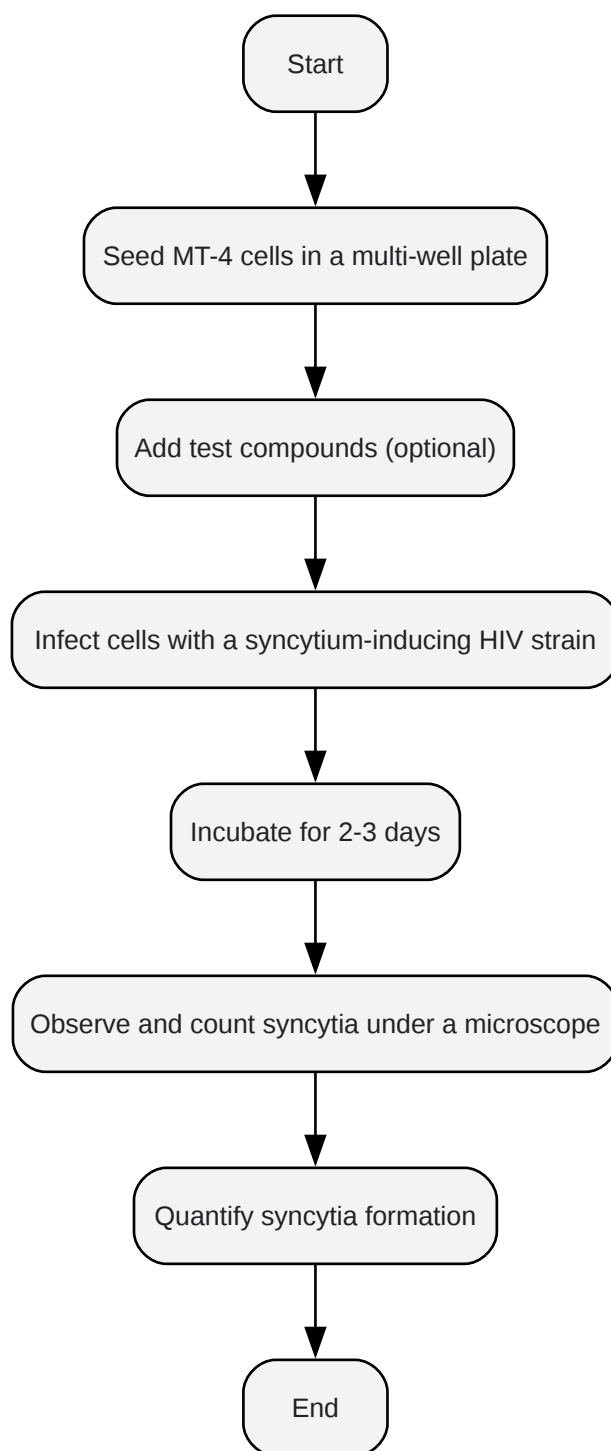 Start
Seed MT-4 cells in a multi-well plate
Add test compounds (optional)
Infect cells with a syncytium-inducing HIV strain
Incubate for 2-3 days
Observe and count syncytia under a microscope
Quantify syncytia formation
End